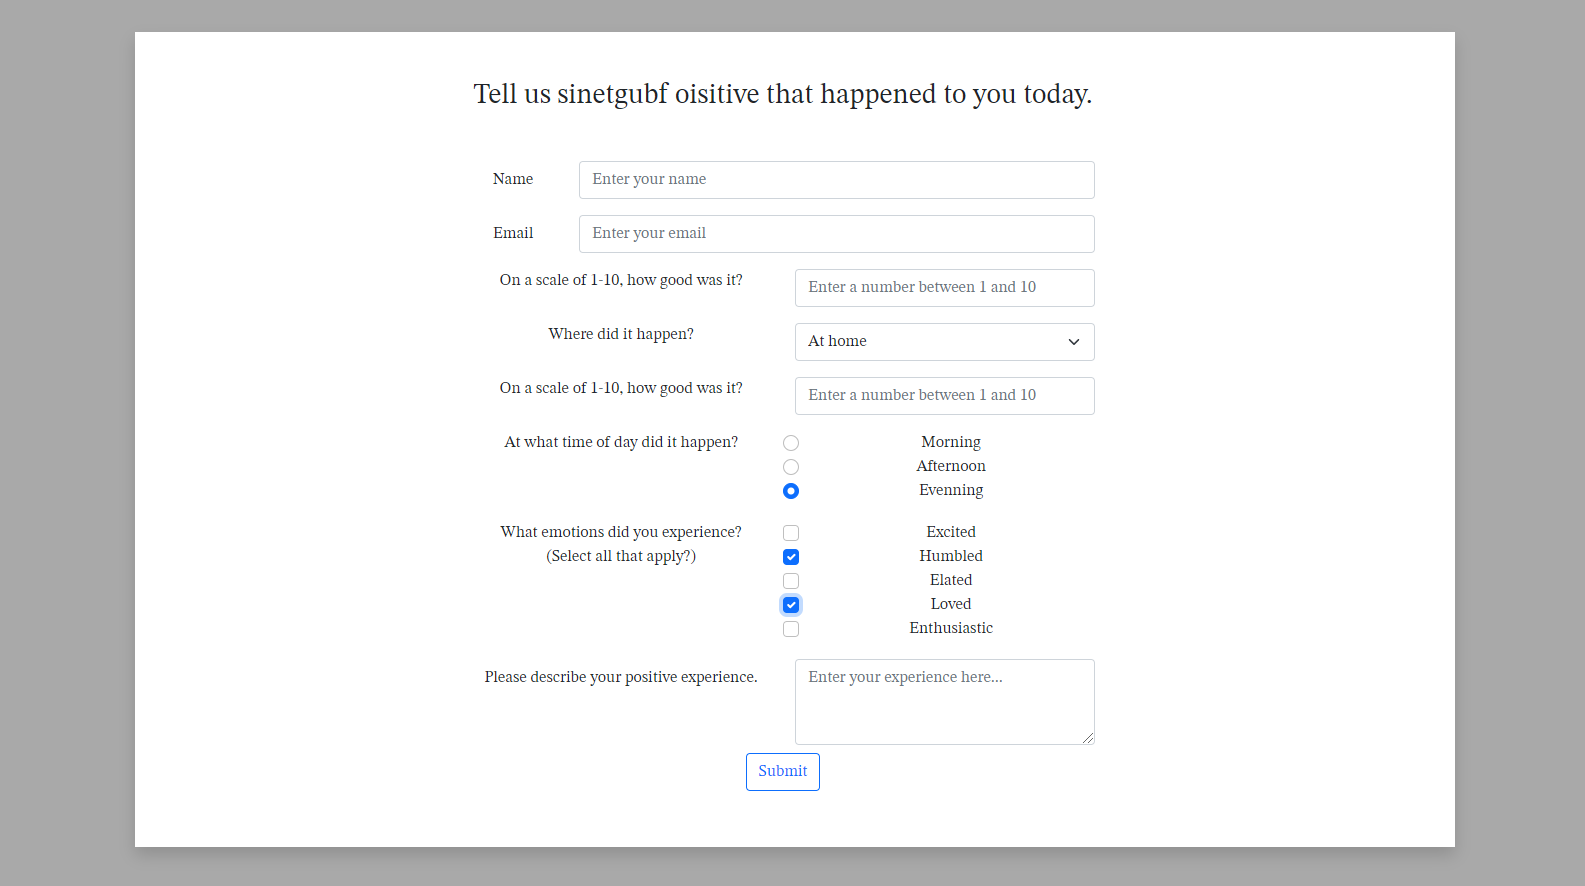 Tell us sinetgubf oisitive that happened to you today.
Name
Enter your name
Email
Enter your email
On a scale of 1-10, how good was it?
Enter a number between 1 and 10
Where did it happen?
At home
On a scale of 1-10, how good was it?
Enter a number between 1 and 10
At what time of day did it happen?
Morning
Afternoon
Evenning
What emotions did you experience?
(Select all that apply?)
Excited
Humbled
Elated
Loved
Enthusiastic
Please describe your positive experience.
Enter your experience here...
Submit